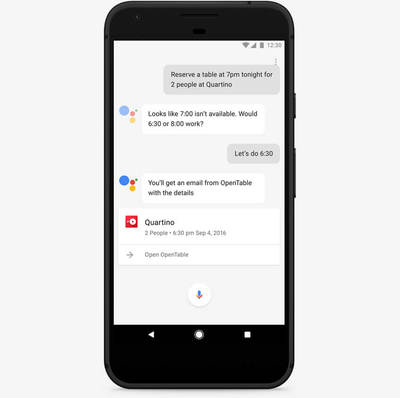 12:30
Reserve a table at 7pm tonight for
2 people at Quartino
Looks like 7:00 isn't available. Would
6:30 or 8:00 work?
Let's do 6:30
You'll get an email from OpenTable
with the details
Quartino
2 People • 6:30 pm Sep 4, 2016
Open OpenTable